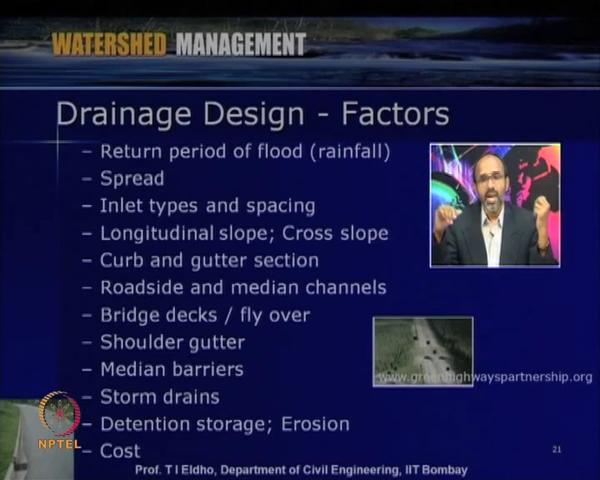 WATERSHED MANAGEMENT
Drainage Design - Factors
– Return period of flood (rainfall)
– Spread
– Inlet types and spacing
– Longitudinal slope; Cross slope
– Curb and gutter section
– Roadside and median channels
– Bridge decks / fly over
– Shoulder gutter
– Median barriers
– Storm drains
– Detention storage; Erosion
– Cost
www.greenhighwayspartnership.org
NPTEL
21
Prof. T I Eldho, Department of Civil Engineering, IIT Bombay